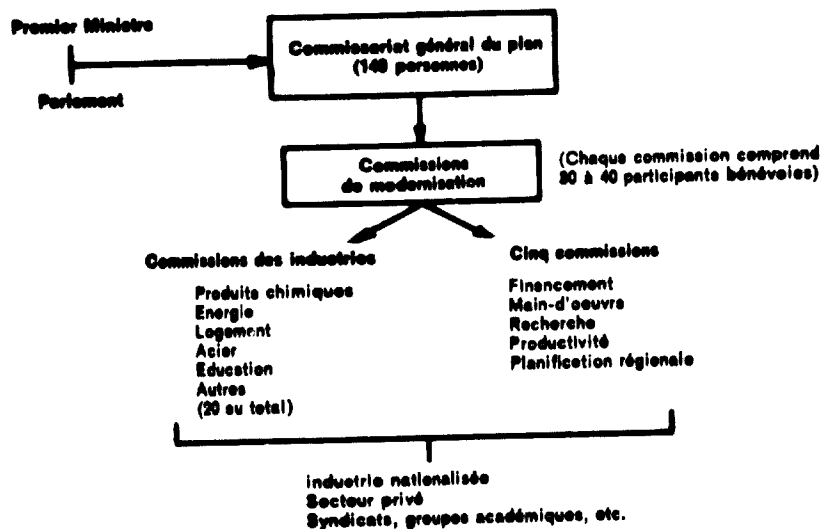 Premier Ministre
Parlement
Commissariat général du plan
(140 personnes)
Commissions
de modernisation
(Chaque commission comprend
30 à 40 participants bénévoles)
Commissions des industries
Produits chimiques
Energie
Logement
Acier
Education
Autres
(20 au total)
Cinq commissions
Financement
Main-d'oeuvre
Recherche
Productivité
Planification régionale
industrie nationalisée
Secteur privé
Syndicats, groupes académiques, etc.